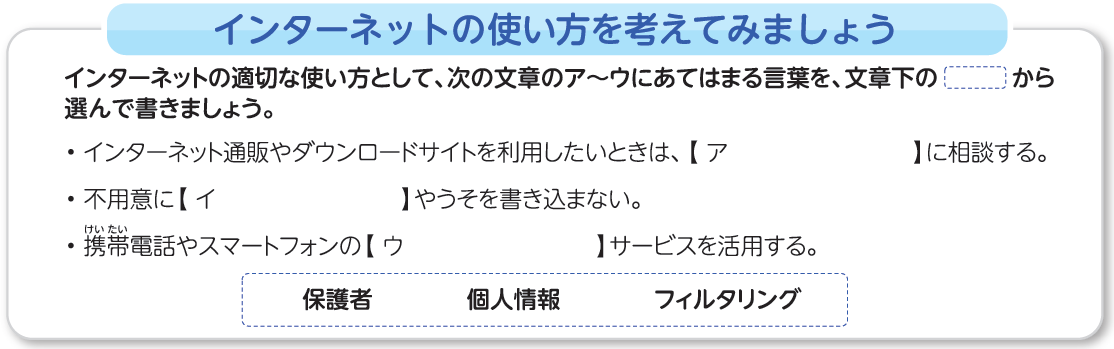 インターネットの使い方を考えてみましょう
インターネットの適切な使い方として、次の文章のア〜ウにあてはまる言葉を、文章下の から
選んで書きましょう。
・インターネット通販やダウンロードサイトを利用したいときは、【 ア 】に相談する。
・不用意に【 イ 】やうそを書き込まない。
けい たい
・携帯電話やスマートフォンの【 ウ 】サービスを活用する。
保護者 個人情報 フィルタリング